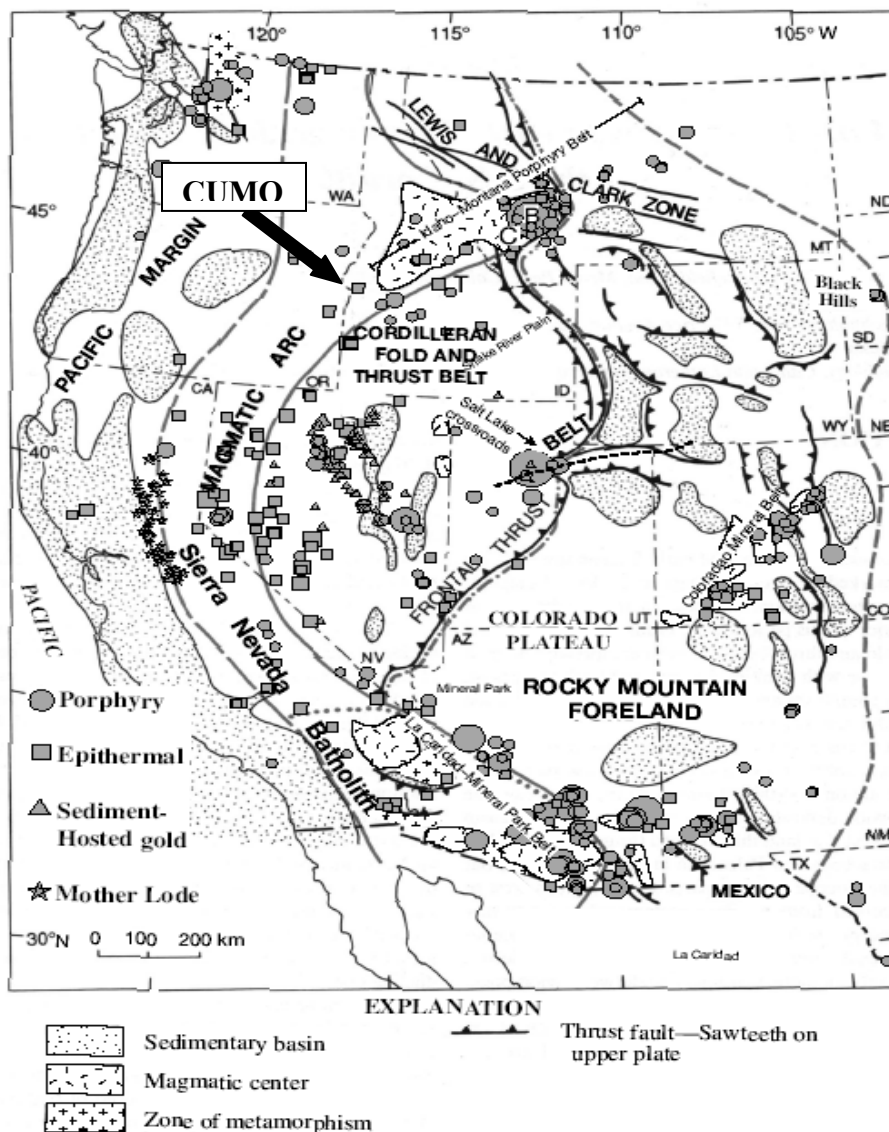 120°
115°
110°
105° W
LEWIS AND
CLARK ZONE
Idaho-Montana Porphyry Belt
CUMO
WA
45°
ND
MT
B
C
T
Black
Hills
SD
PACIFIC MARGIN
MAGMATIC ARC
CORDILLERAN
FOLD AND
THRUST BELT
Snake River Plain
CA
OR
ID
Salt Lake
crossroads
WY
NE
40°
FRONTAL THRUST BELT
Colorado Mineral Belt
COLORADO
PLATEAU
UT
CO
AZ
NV
PACIFIC
Sierra Nevada Batholith
Mineral Park
ROCKY MOUNTAIN
FORELAND
La Caridad-Mineral Park Belt
Porphyry
Epithermal
Sediment-
Hosted gold
Mother Lode
NM
TX
MEXICO
30°N
0 100 200 km
La Caridad
EXPLANATION
Sedimentary basin
Magmatic center
Zone of metamorphism
Thrust fault—Sawteeth on
upper plate